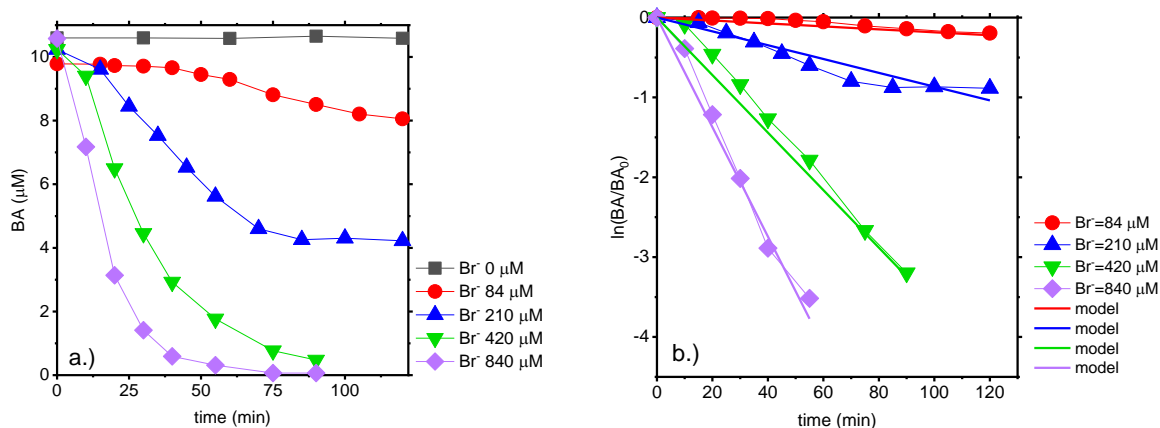 10
8
6
4
2
0
0
25
50
75
100
BA (μM)
time (min)
a.)
Br⁻ 0 μM
Br⁻ 84 μM
Br⁻ 210 μM
Br⁻ 420 μM
Br⁻ 840 μM
0
-1
-2
-3
-4
0
20
40
60
80
100
120
ln(BA/BA₀)
time (min)
b.)
Br⁻=84 μM
Br⁻=210 μM
Br⁻=420 μM
Br⁻=840 μM
model
model
model
model